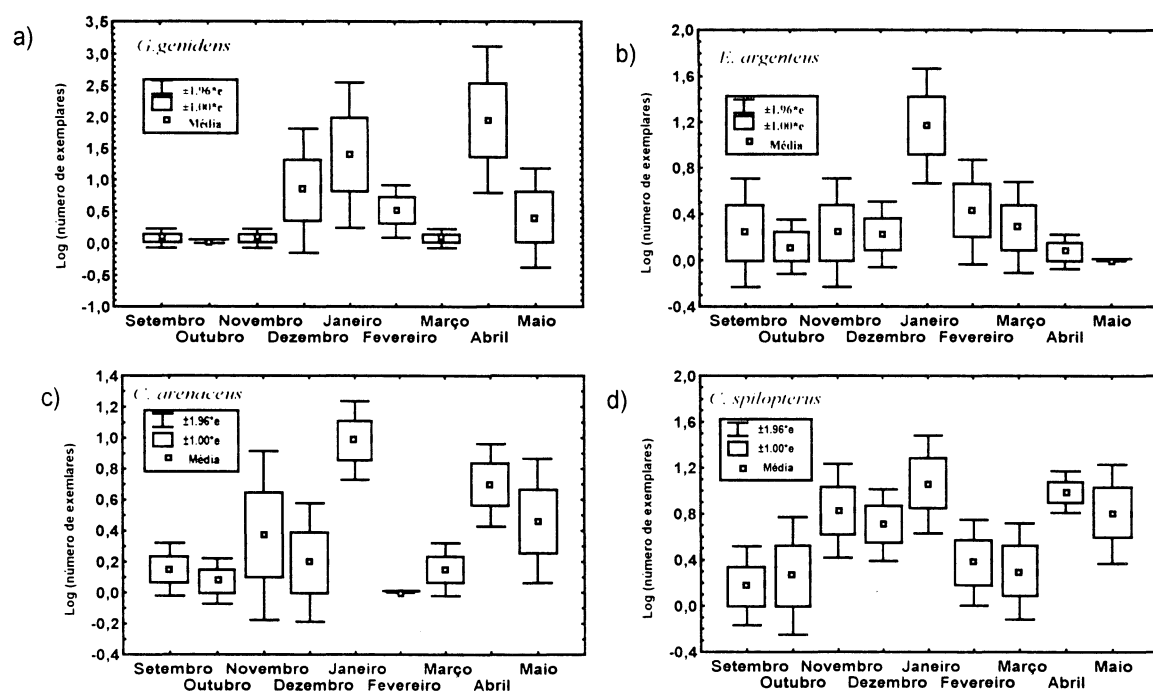 a)
G.genidens
Log (número de exemplares)
3,5
3,0
2,5
2,0
1,5
1,0
0,5
0,0
-0,5
-1,0
±1.96*e
±1.00*e
Média
Setembro Novembro Janeiro Março Maio
Outubro Dezembro Fevereiro Abril
b)
E. argenteus
Log (número de exemplares)
2,0
1,6
1,2
0,8
0,4
0,0
-0,4
±1.96*e
±1.00*e
Média
Setembro Novembro Janeiro Março Maio
Outubro Dezembro Fevereiro Abril
c)
C. arenaceus
Log (número de exemlares)
1,4
1,2
1,0
0,8
0,6
0,4
0,2
0,0
-0,2
-0,4
±1.96*e
±1.00*e
Média
Setembro Novembro Janeiro Março Maio
Outubro Dezembro Fevereiro Abril
d)
C. spilopterus
Log (número de exemplares)
2,0
1,6
1,2
0,8
0,4
0,0
-0,4
±1.96*e
±1.00*e
Média
Setembro Novembro Janeiro Março Maio
Outubro Dezembro Fevereiro Abril